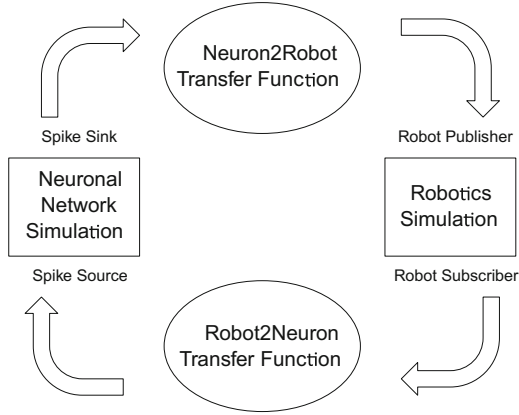 Neuron2Robot
Transfer Function
Spike Sink
Robot Publisher
Neuronal
Network
Simulation
Robotics
Simulation
Spike Source
Robot Subscriber
Robot2Neuron
Transfer Function